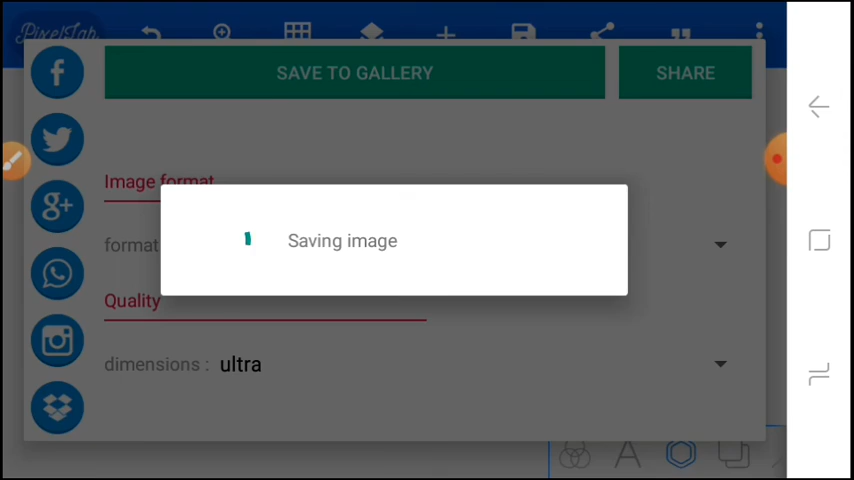 PixelLab
SAVE TO GALLERY
SHARE
Image format
format
Saving image
Quality
dimensions : ultra